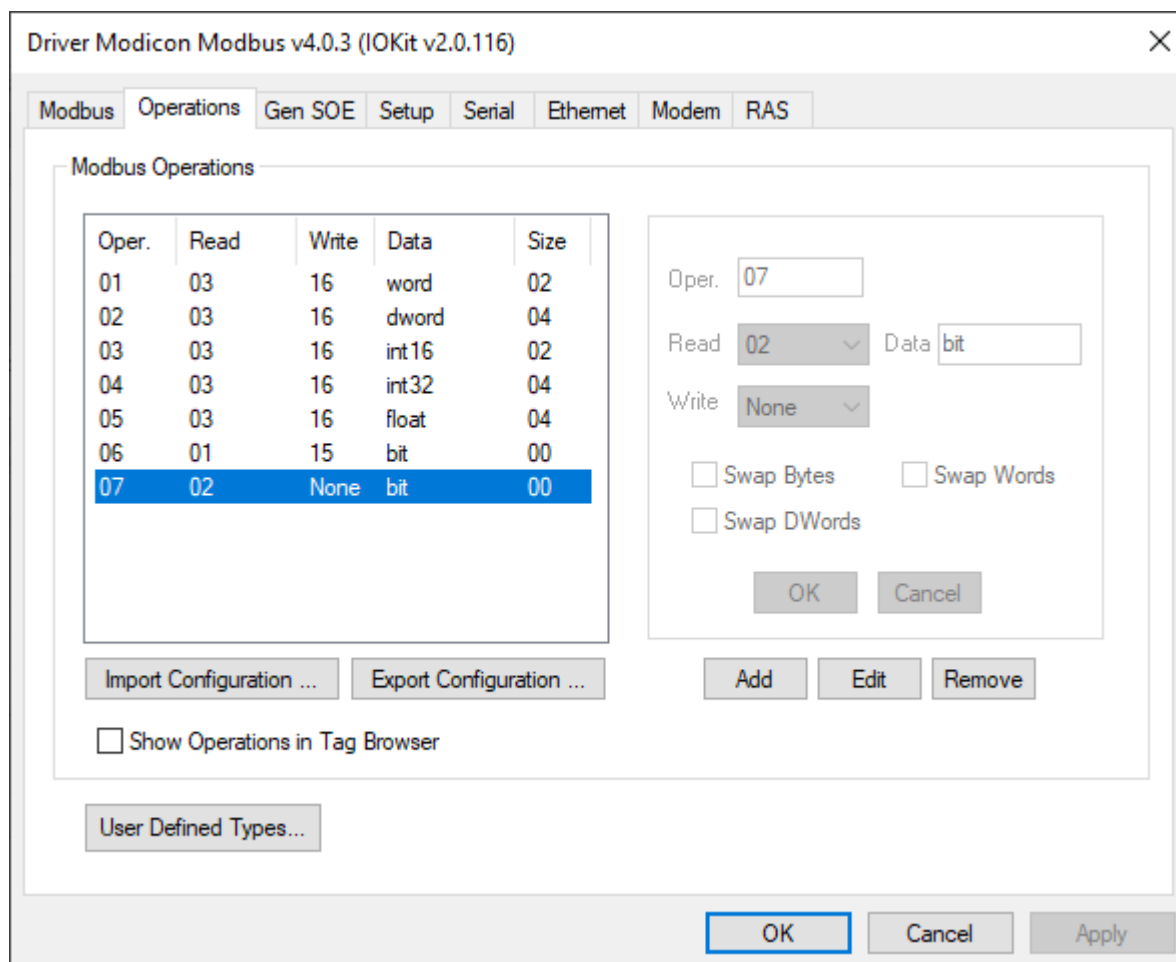 Driver Modicon Modbus v4.0.3 (IOKit v2.0.116)
Modbus Operations Gen SOE Setup Serial Ethernet Modem RAS
Modbus Operations
Oper. Read Write Data Size
01 03 16 word 02
02 03 16 dword 04
03 03 16 int16 02
04 03 16 int32 04
05 03 16 float 04
06 01 15 bit 00
07 02 None bit 00
Oper. 07
Read 02 Data bit
Write None
Swap Bytes Swap Words
Swap DWords
OK Cancel
Import Configuration ... Export Configuration ... Add Edit Remove
Show Operations in Tag Browser
User Defined Types...
OK Cancel Apply